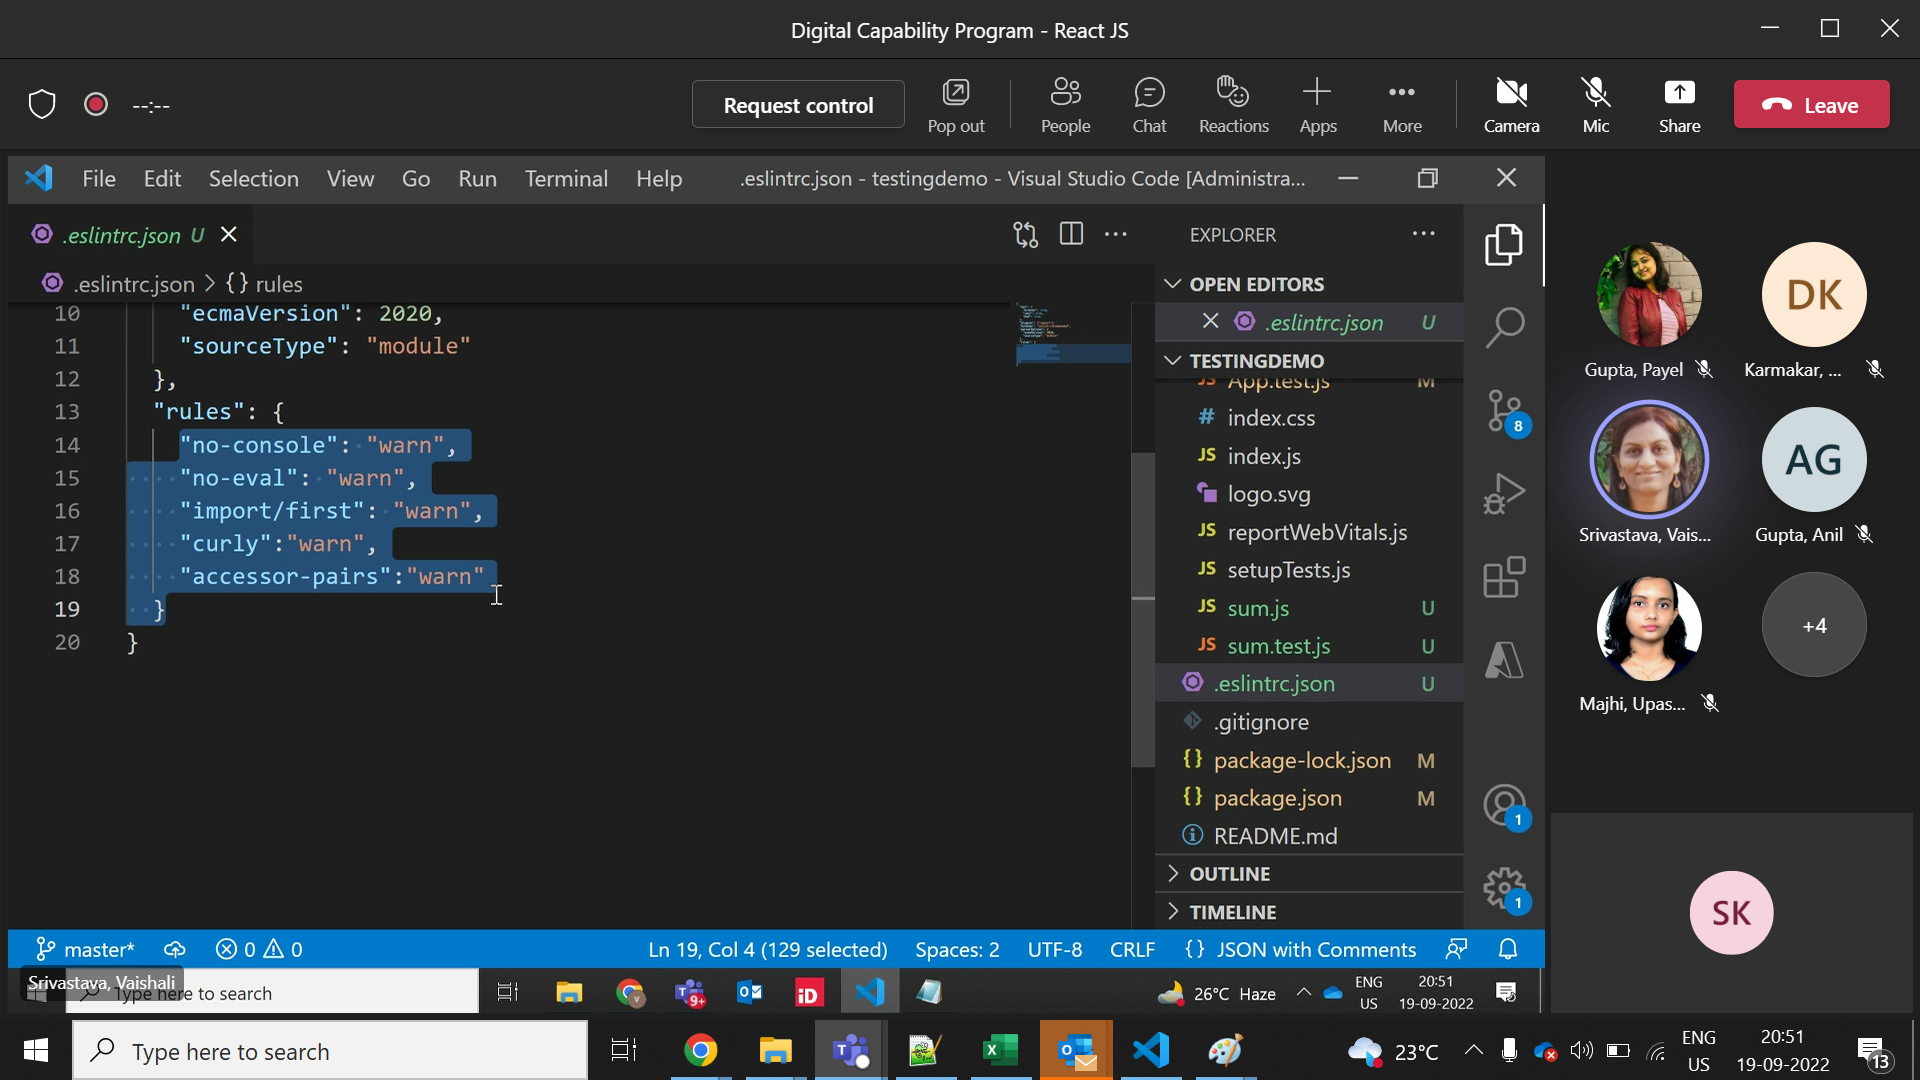 Digital Capability Program - React JS
--:--
Request control
Pop out
People
Chat
Reactions
Apps
More
Camera
Mic
Share
Leave
File Edit Selection View Go Run Terminal Help
.eslintrc.json - testingdemo - Visual Studio Code [Administra...
.eslintrc.json U
.eslintrc.json > {} rules
10 "ecmaVersion": 2020,
11 "sourceType": "module"
12 },
13 "rules": {
14 "no-console": "warn",
15 "no-eval": "warn",
16 "import/first": "warn",
17 "curly":"warn",
18 "accessor-pairs":"warn"
19 }
20 }
EXPLORER
OPEN EDITORS
.eslintrc.json U
TESTINGDEMO
JS App.test.js M
# index.css
JS index.js
logo.svg
JS reportWebVitals.js
JS setupTests.js
JS sum.js U
JS sum.test.js U
.eslintrc.json U
.gitignore
{} package-lock.json M
{} package.json M
README.md
OUTLINE
TIMELINE
8
1
1
Gupta, Payel
DK
Karmakar, ...
Srivastava, Vais...
AG
Gupta, Anil
Majhi, Upas...
+4
SK
master* 0 0 Ln 19, Col 4 (129 selected) Spaces: 2 UTF-8 CRLF {} JSON with Comments
Srivastava, Vaishali
Type here to search
9+
iD
26°C Haze
ENG
US
20:51
19-09-2022
Type here to search
23°C
ENG
US
20:51
19-09-2022
13